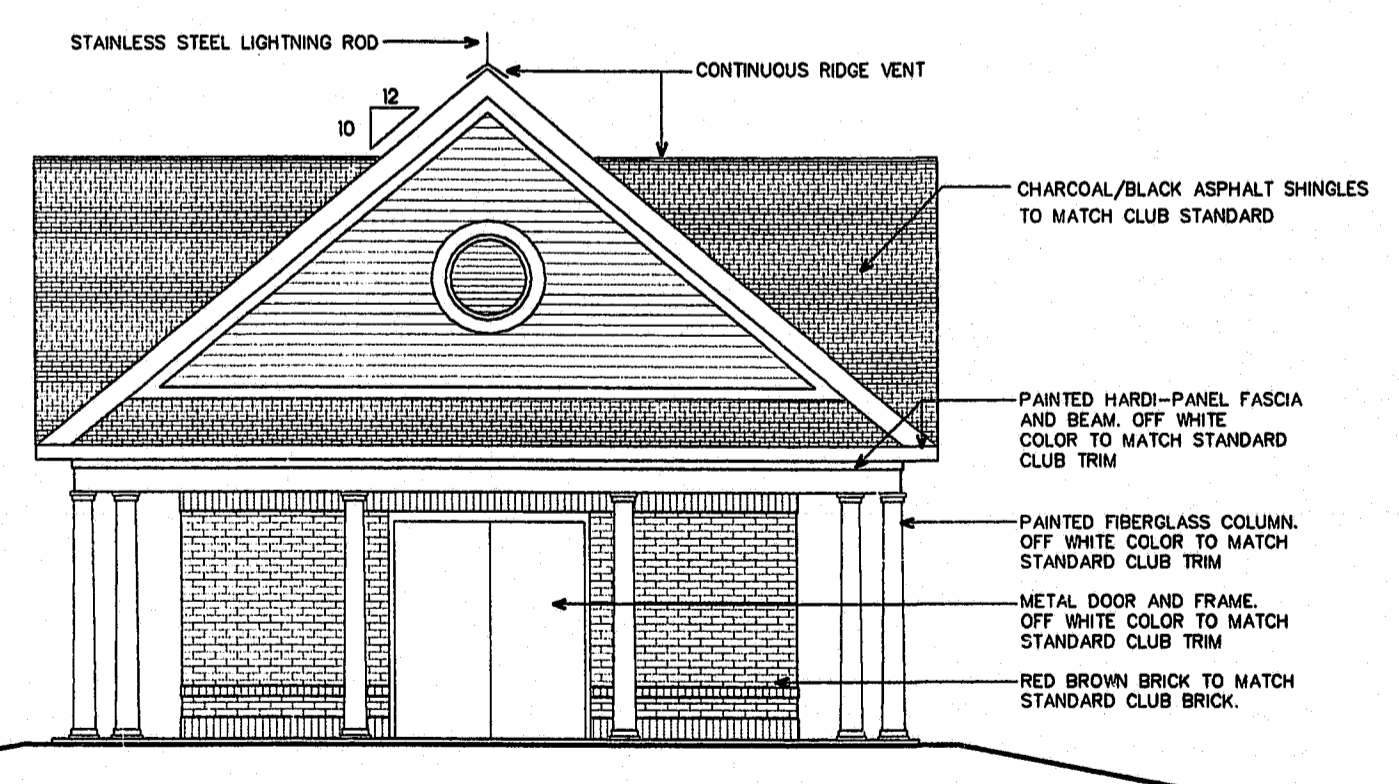 STAINLESS STEEL LIGHTNING ROD
CONTINUOUS RIDGE VENT
12
10
CHARCOAL/BLACK ASPHALT SHINGLES
TO MATCH CLUB STANDARD
PAINTED HARDI-PANEL FASCIA
AND BEAM. OFF WHITE
COLOR TO MATCH STANDARD
CLUB TRIM
PAINTED FIBERGLASS COLUMN.
OFF WHITE COLOR TO MATCH
STANDARD CLUB TRIM
METAL DOOR AND FRAME.
OFF WHITE COLOR TO MATCH
STANDARD CLUB TRIM
RED BROWN BRICK TO MATCH
STANDARD CLUB BRICK.